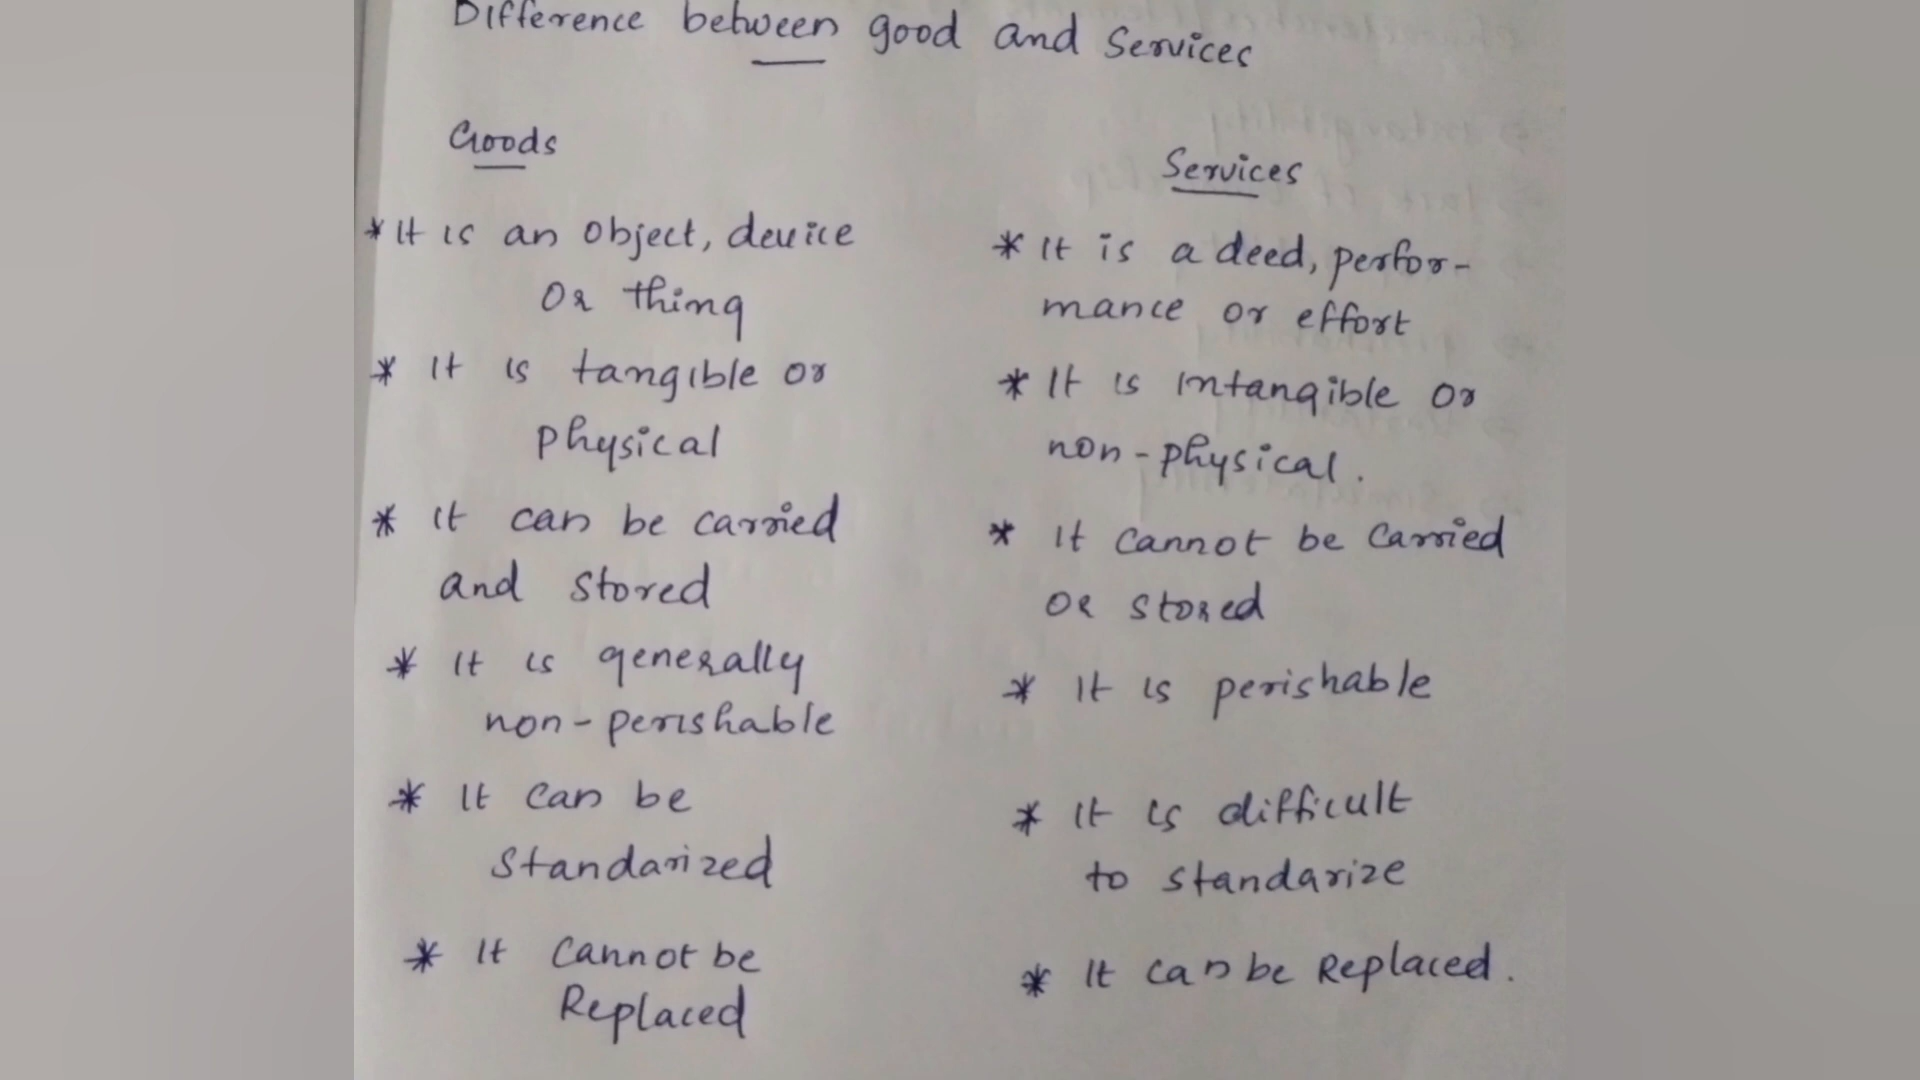 Difference between good and Services
Goods
* It is an object, device
or thing
* It is tangible or
physical
* It can be carried
and stored
* It is generally
non-perishable
* It can be
standarized
* It cannot be
Replaced
Services
* It is a deed, perfor-
mance or effort
* It is intangible or
non-physical.
* It cannot be carried
or stored
* It is perishable
* It is difficult
to standarize
* It can be Replaced.